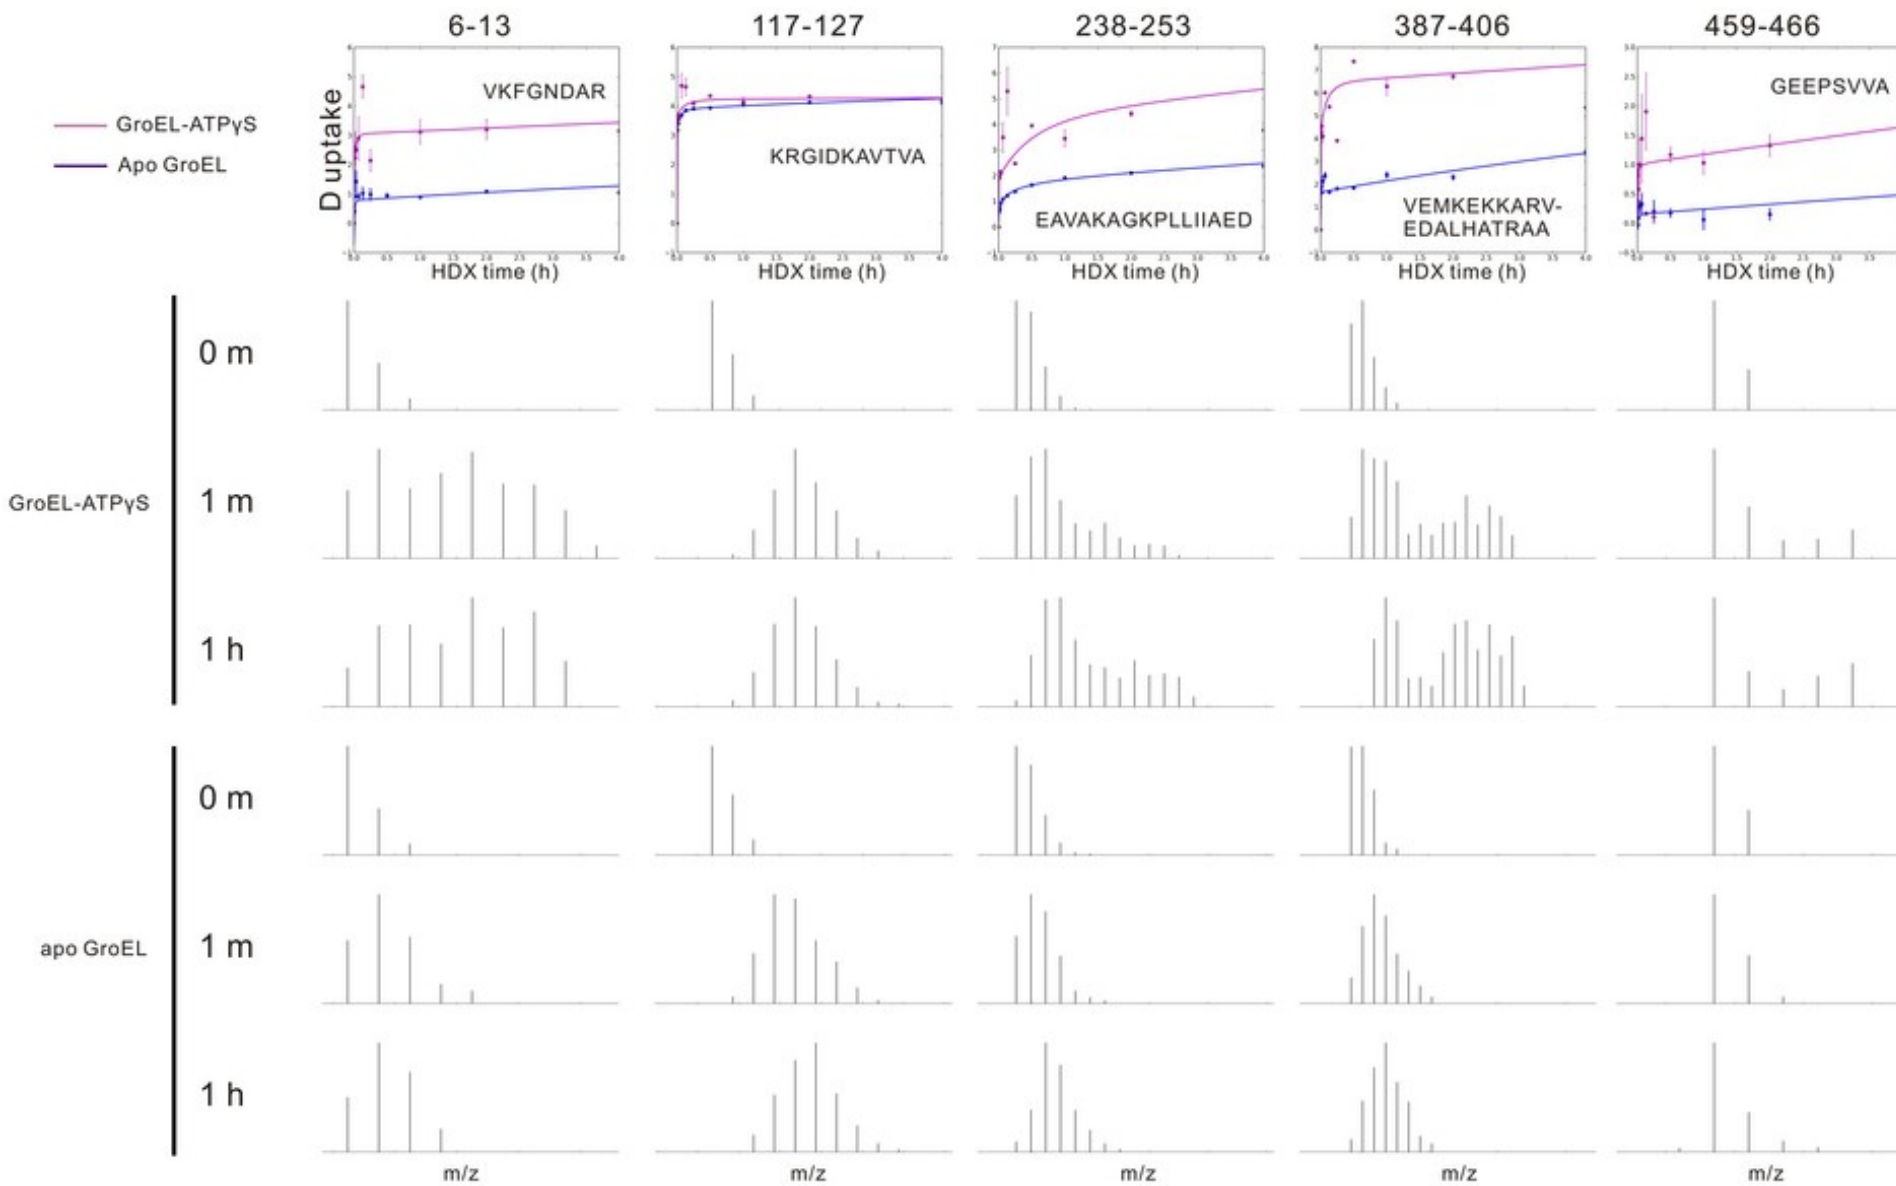 6-13
117-127
238-253
387-406
459-466
GroEL-ATPγS
Apo GroEL
D uptake
VKFGNDAR
KRGIDKAVTVA
EAVAKAGKPLLIIAED
VEMKEKKARV-
EDALHATRAA
GEEPSVVA
HDX time (h)
HDX time (h)
HDX time (h)
HDX time (h)
HDX time (h)
GroEL-ATPγS
0 m
1 m
1 h
apo GroEL
0 m
1 m
1 h
m/z
m/z
m/z
m/z
m/z